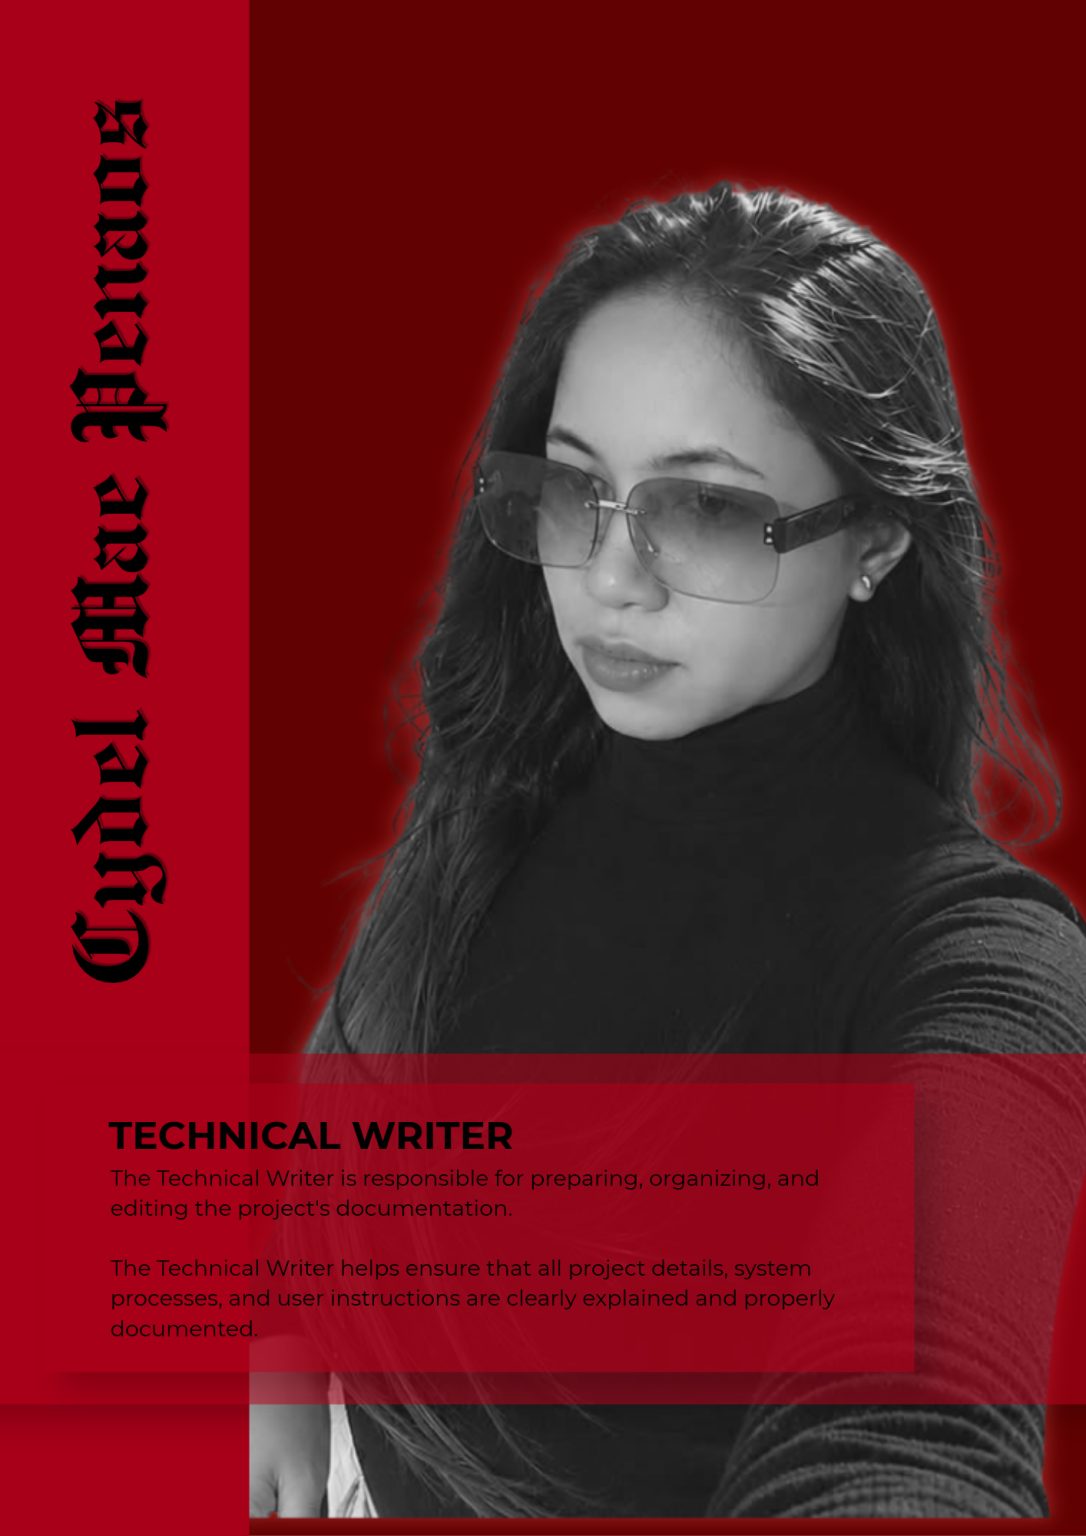 Cydel Mae Penaos
TECHNICAL WRITER
The Technical Writer is responsible for preparing, organizing, and
editing the project's documentation.
The Technical Writer helps ensure that all project details, system
processes, and user instructions are clearly explained and properly
documented.